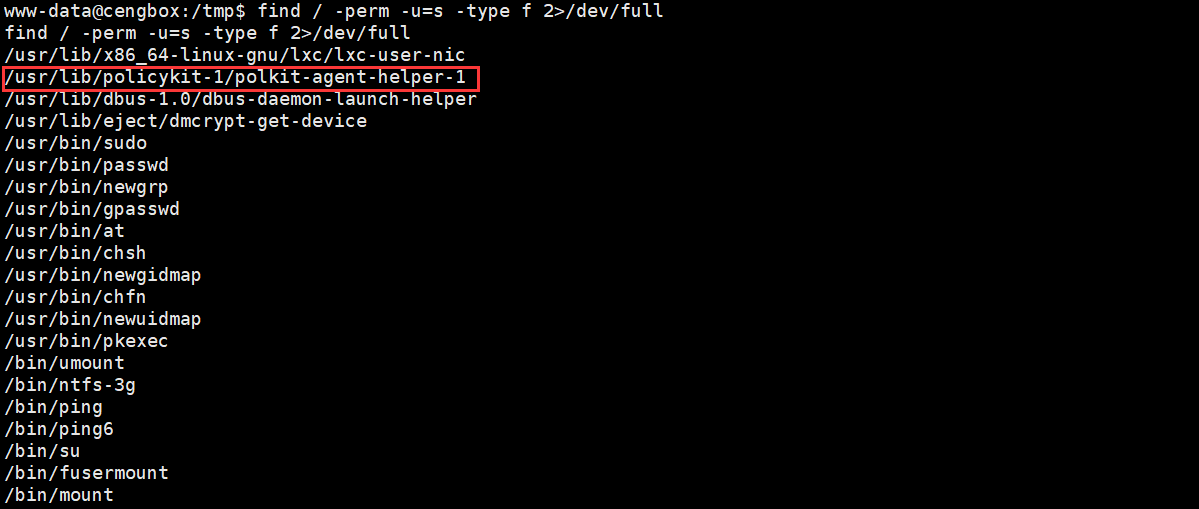 www-data@cengbox:/tmp$ find / -perm -u=s -type f 2>/dev/full
find / -perm -u=s -type f 2>/dev/full
/usr/lib/x86_64-linux-gnu/lxc/lxc-user-nic
/usr/lib/policykit-1/polkit-agent-helper-1
/usr/lib/dbus-1.0/dbus-daemon-launch-helper
/usr/lib/eject/dmcrypt-get-device
/usr/bin/sudo
/usr/bin/passwd
/usr/bin/newgrp
/usr/bin/gpasswd
/usr/bin/at
/usr/bin/chsh
/usr/bin/newgidmap
/usr/bin/chfn
/usr/bin/newuidmap
/usr/bin/pkexec
/bin/umount
/bin/ntfs-3g
/bin/ping
/bin/ping6
/bin/su
/bin/fusermount
/bin/mount